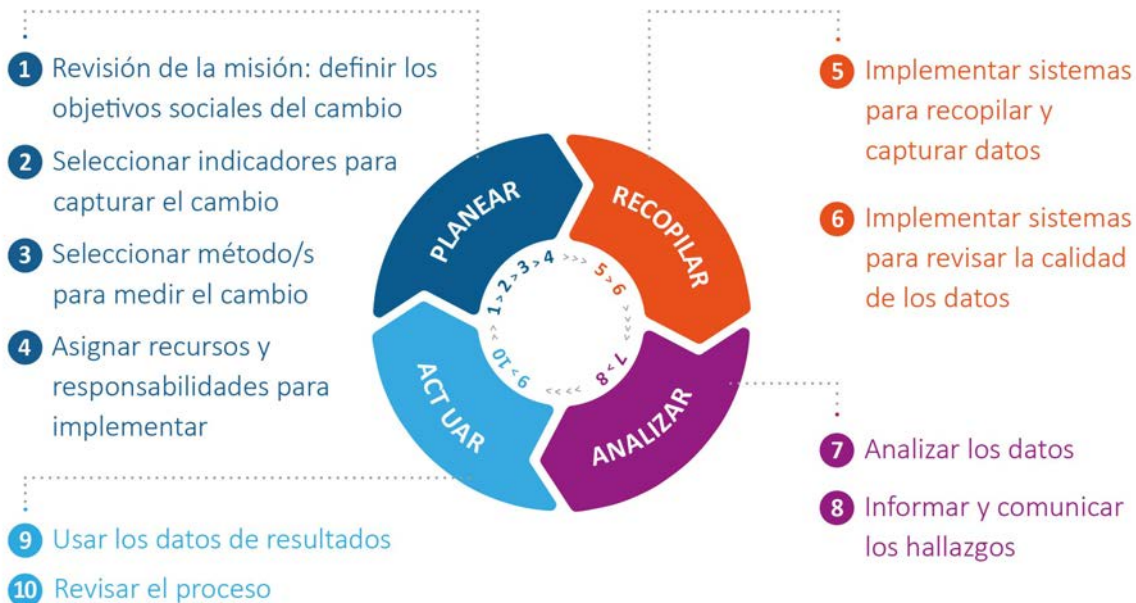 1 Revisión de la misión: definir los
objetivos sociales del cambio
2 Seleccionar indicadores para
capturar el cambio
3 Seleccionar método/s
para medir el cambio
4 Asignar recursos y
responsabilidades para
implementar
PLANEAR
RECOPILAR
ANALIZAR
ACTUAR
1>2>3>4 >>> 5>6 >>>>> 7>8 >>>> 9>10 >>
5 Implementar sistemas
para recopilar y
capturar datos
6 Implementar sistemas
para revisar la calidad
de los datos
7 Analizar los datos
8 Informar y comunicar
los hallazgos
9 Usar los datos de resultados
10 Revisar el proceso